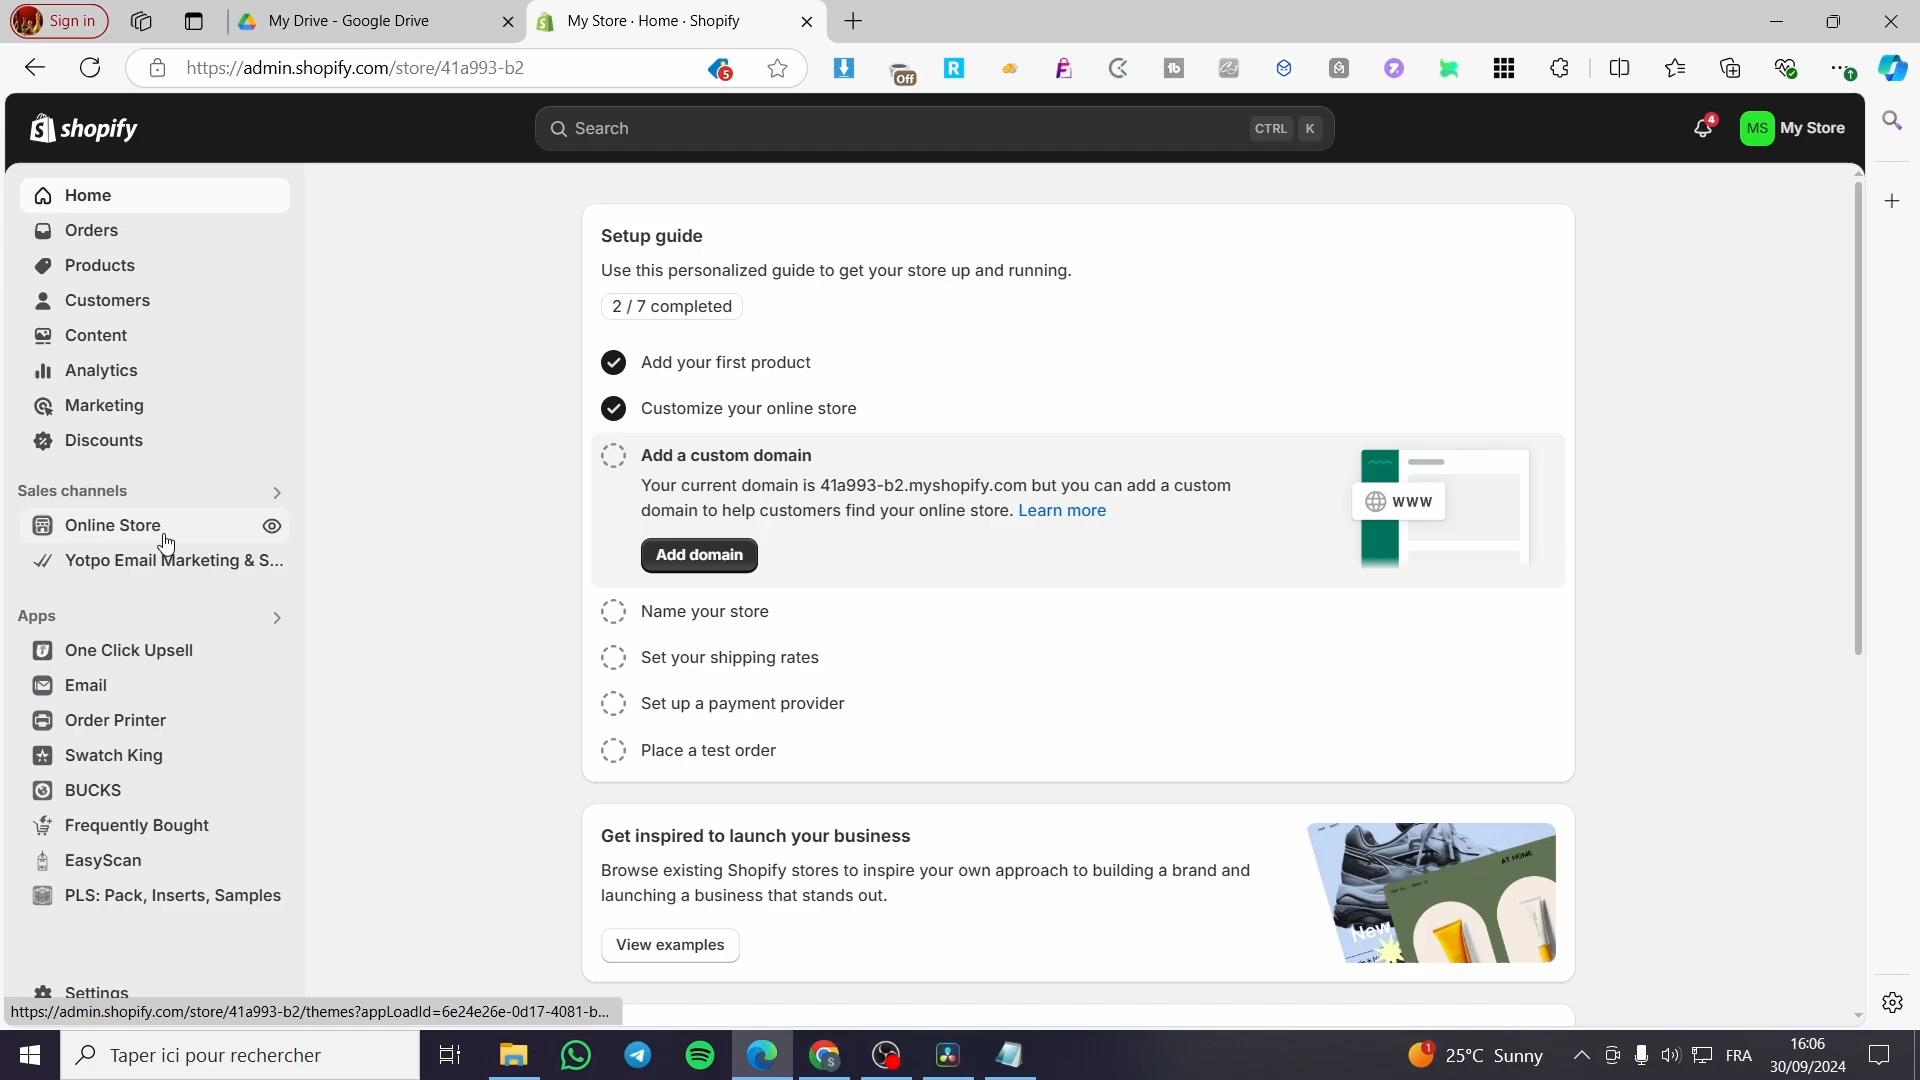 Sign in
My Drive - Google Drive
My Store · Home · Shopify
https://admin.shopify.com/store/41a993-b2
5
Off
R
shopify
Search
CTRL K
4
MS My Store
Home
Orders
Products
Customers
Content
Analytics
Marketing
Discounts
Sales channels
Online Store
Yotpo Email Marketing & S...
Apps
One Click Upsell
Email
Order Printer
Swatch King
BUCKS
Frequently Bought
EasyScan
PLS: Pack, Inserts, Samples
Settings
https://admin.shopify.com/store/41a993-b2/themes?appLoadId=6e24e26e-0d17-4081-b...
Setup guide
Use this personalized guide to get your store up and running.
2 / 7 completed
Add your first product
Customize your online store
Add a custom domain
Your current domain is 41a993-b2.myshopify.com but you can add a custom
domain to help customers find your online store. Learn more
Add domain
www
Name your store
Set your shipping rates
Set up a payment provider
Place a test order
Get inspired to launch your business
Browse existing Shopify stores to inspire your own approach to building a brand and
launching a business that stands out.
View examples
AT HOME
New
Taper ici pour rechercher
1
25°C Sunny
FRA
16:06
30/09/2024